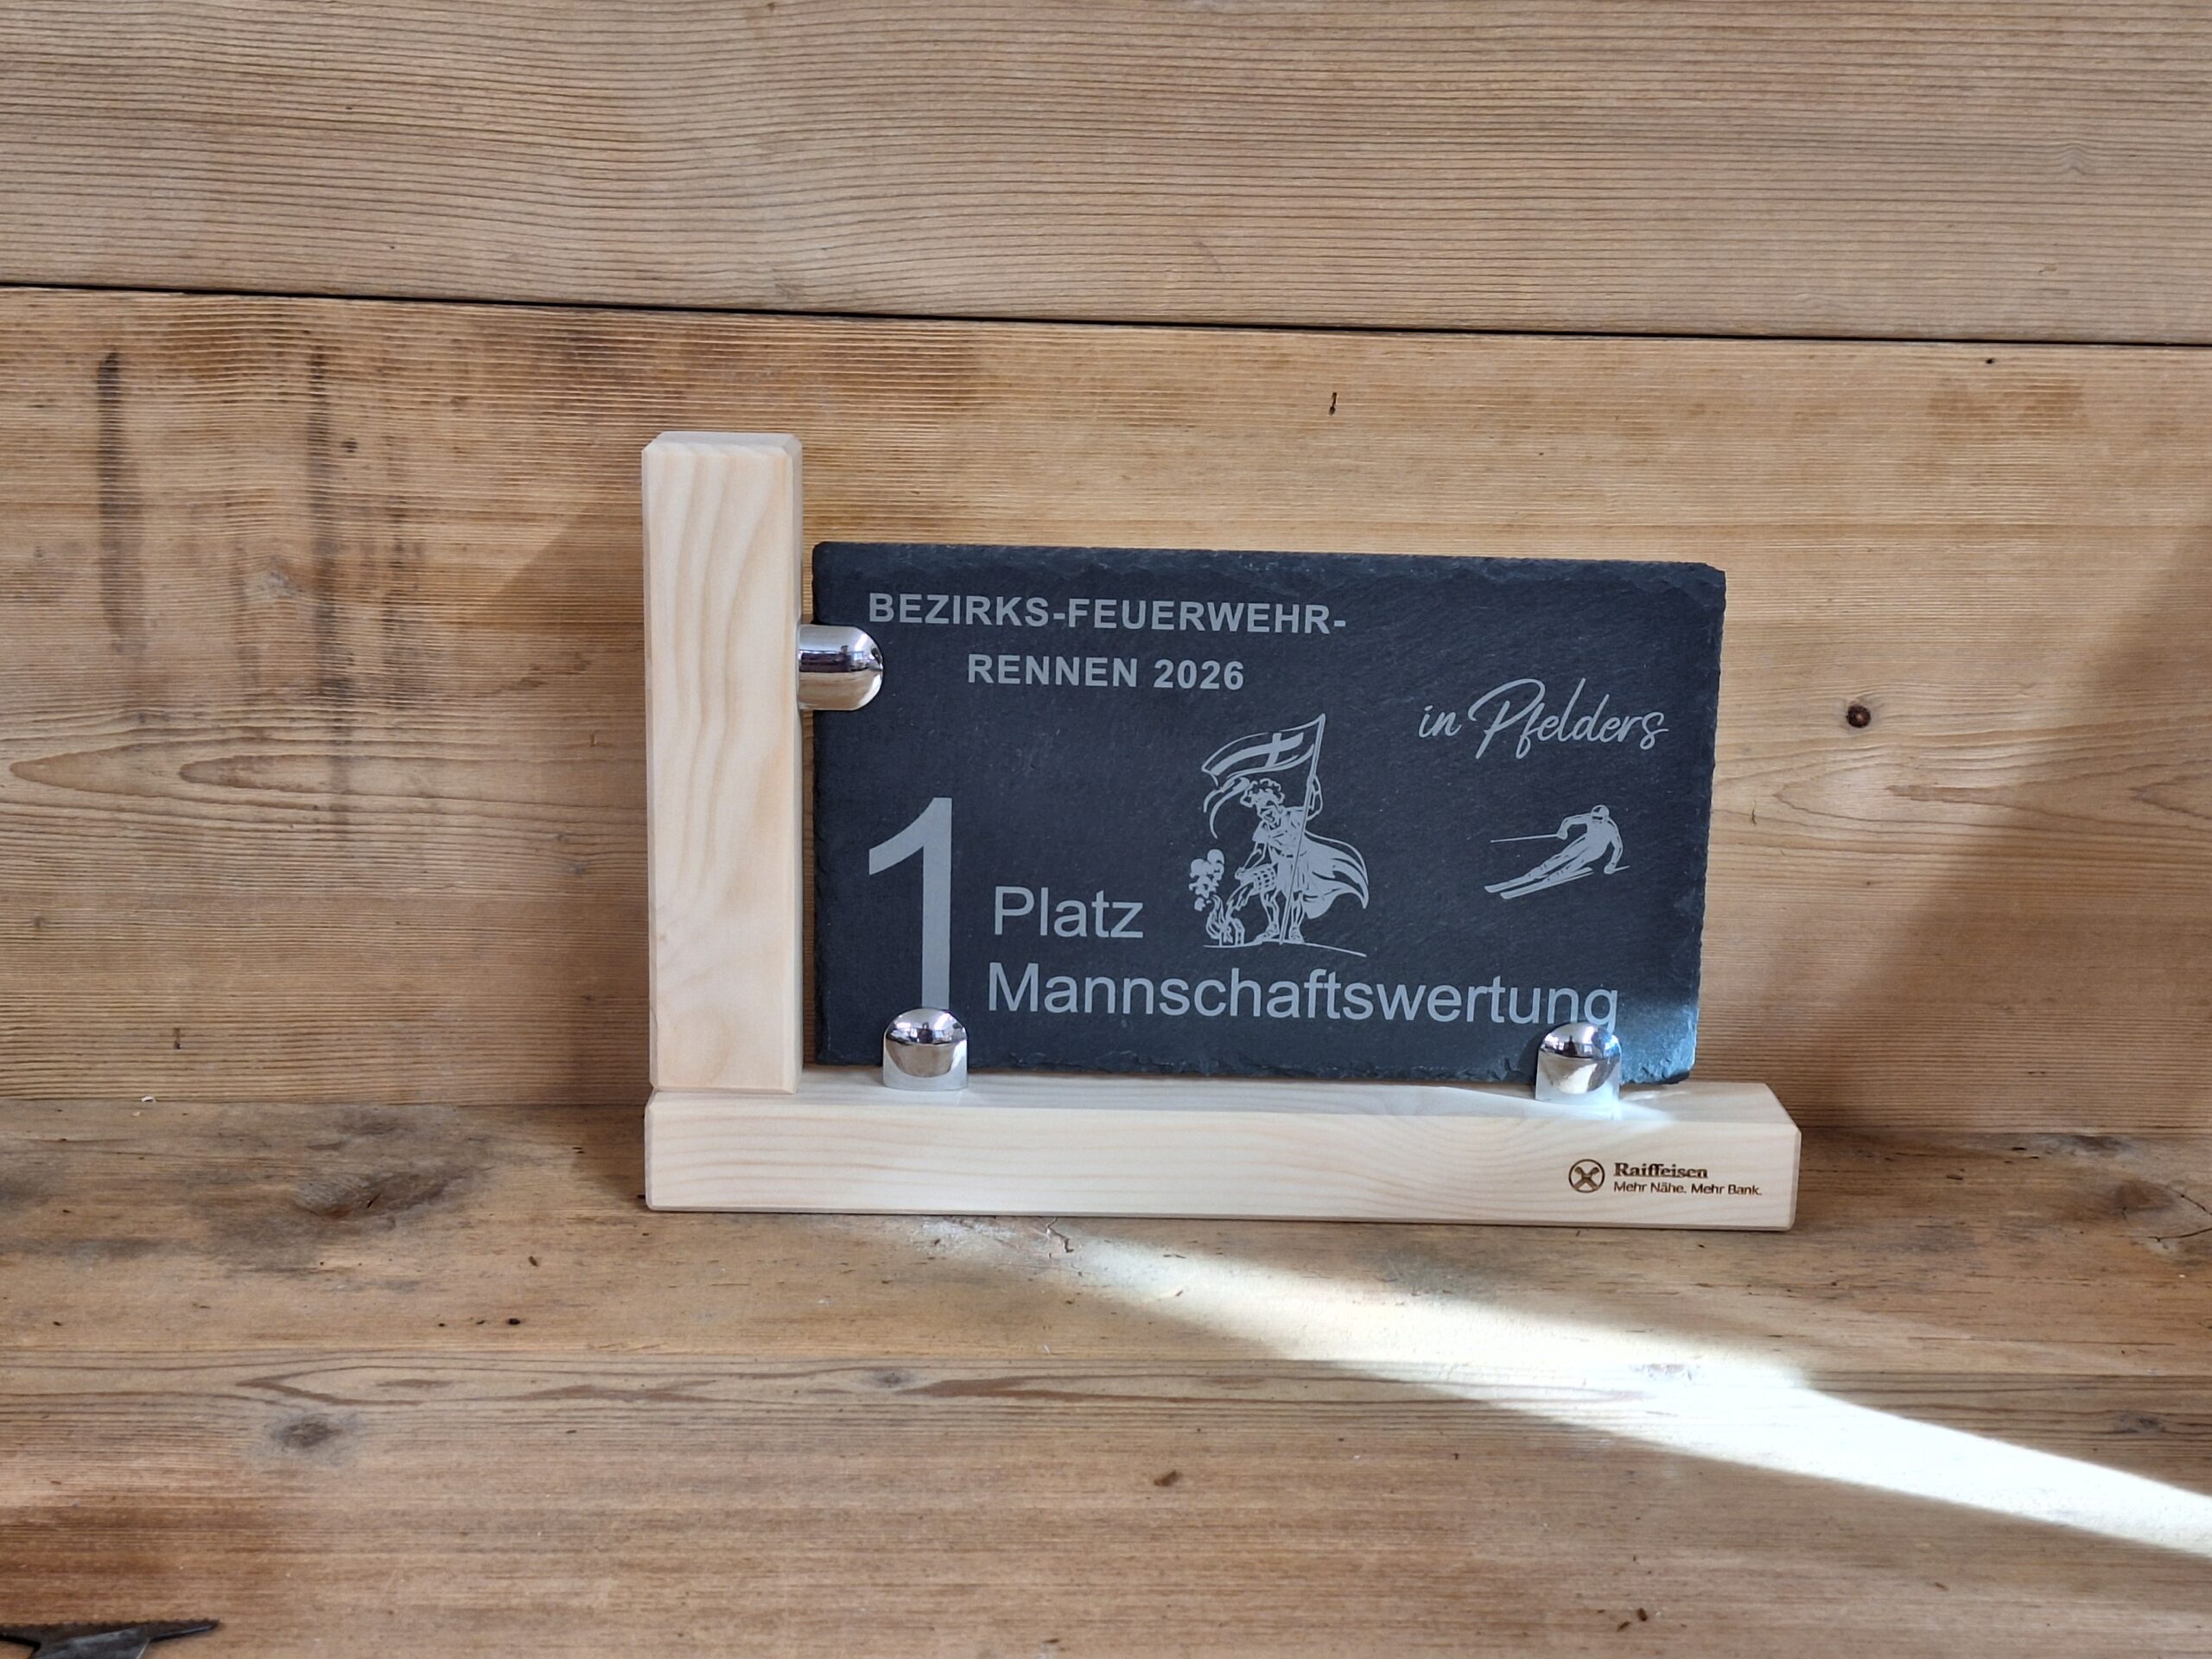 BEZIRKS-FEUERWEHR-
RENNEN 2026
in Pfelders
1 Platz
Mannschaftswertung
Raiffeisen
Mehr Nähe. Mehr Bank.